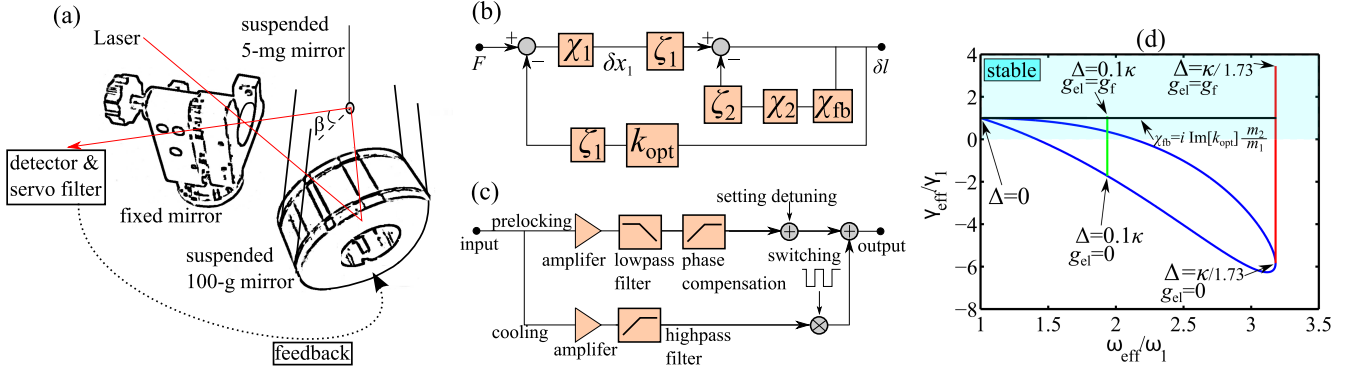 (a)
Laser
suspended
5-mg mirror
β
detector &
servo filter
fixed mirror
suspended
100-g mirror
feedback
(b)
F
+
−
χ1
δx1
ζ1
+
−
δl
ζ2
χ2
χfb
ζ1
kopt
(c)
input
prelocking
amplifer
lowpass
filter
phase
compensation
setting detuning
switching
output
cooling
amplifer
highpass
filter
(d)
stable
Δ=0.1κ
gel=gf
Δ=κ/1.73
gel=gf
χfb=i Im[kopt] m2/m1
Δ=0
Δ=0.1κ
gel=0
Δ=κ/1.73
gel=0
γeff/γ1
4
2
0
−2
−4
−6
−8
1
1.5
2
2.5
3
3.5
ωeff/ω1